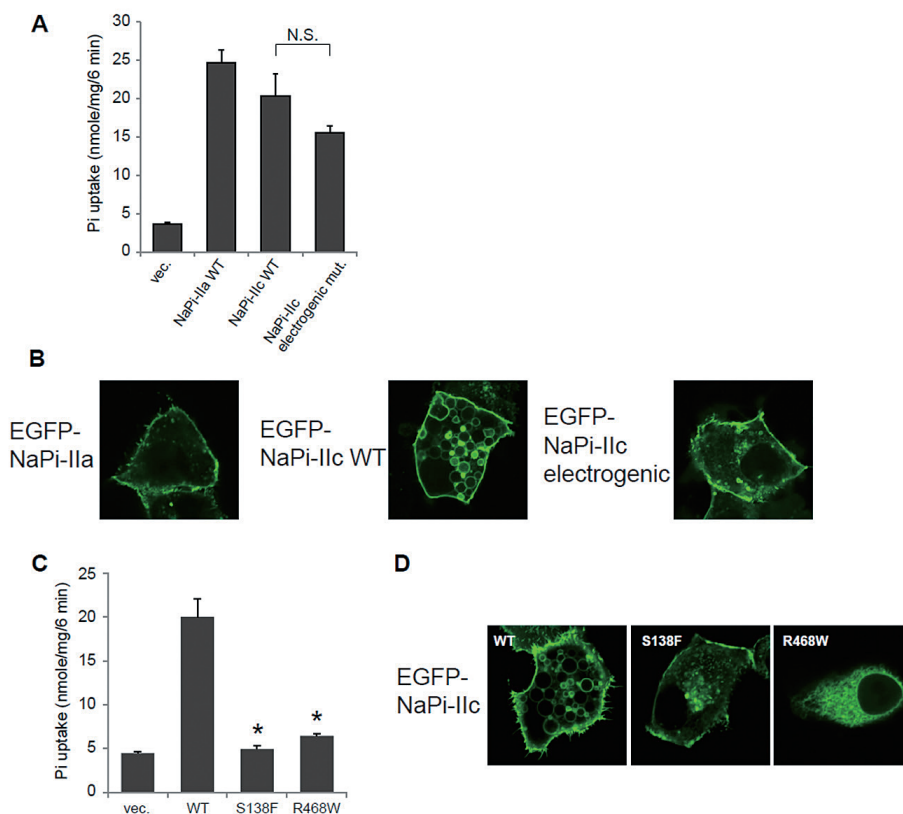 A
Pi uptake (nmole/mg/6 min)
30
25
20
15
10
5
0
N.S.
vec.
NaPi-IIa WT
NaPi-IIc WT
NaPi-IIc
electrogenic mut.
B
EGFP-
NaPi-IIa
EGFP-
NaPi-IIc WT
EGFP-
NaPi-IIc
electrogenic
C
Pi uptake (nmole/mg/6 min)
25
20
15
10
5
0
*
*
vec.
WT
S138F
R468W
D
EGFP-
NaPi-IIc
WT
S138F
R468W